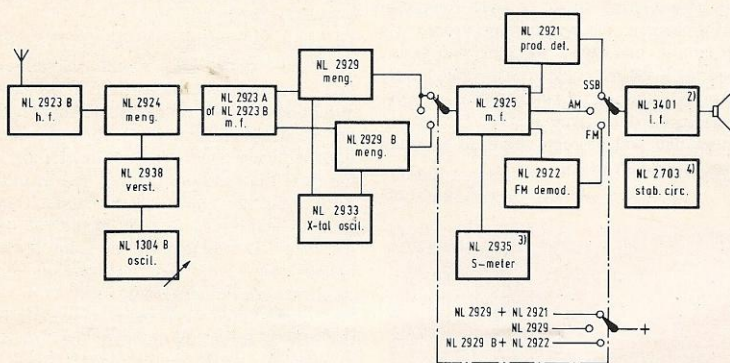 NL 2923 B
h.f.
NL 2924
meng.
NL 2938
verst.
NL 1304 B
oscil.
NL 2923 A
of NL 2923 B
m.f.
NL 2929
meng.
NL 2929 B
meng.
NL 2933
X-tal oscil.
NL 2921
prod. det.
NL 2925
m.f.
NL 2922
FM demod.
NL 2935 3)
S-meter
SSB
AM
FM
NL 3401 2)
l.f.
NL 2703 4)
stab. circ.
NL 2929 + NL 2921
NL 2929
NL 2929 B+ NL 2922
+